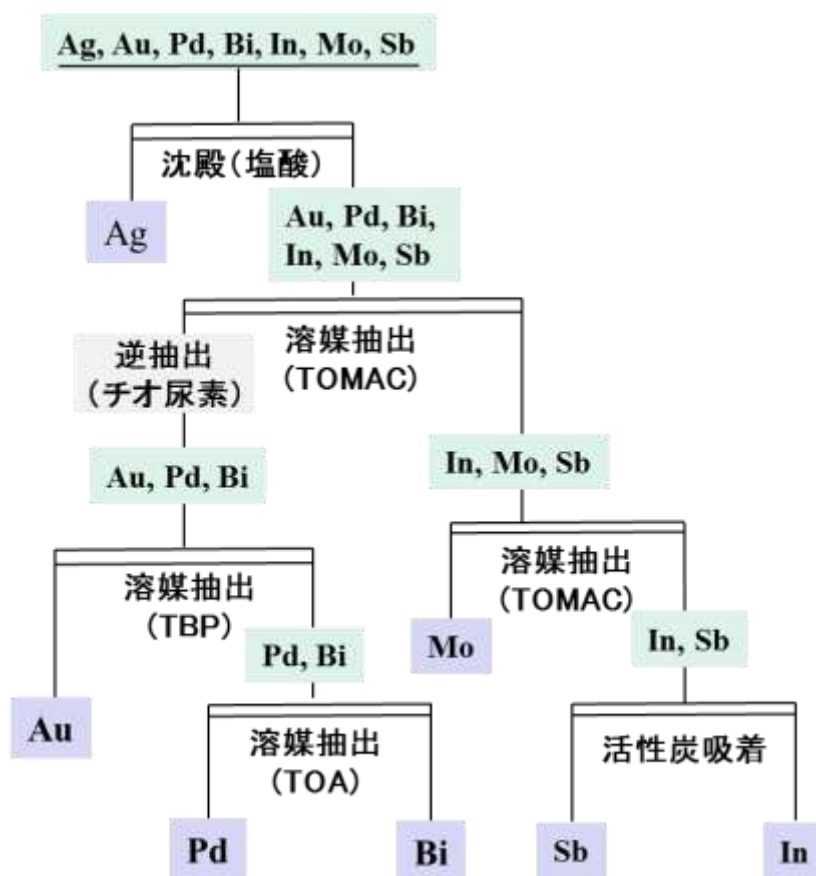 Ag, Au, Pd, Bi, In, Mo, Sb
沈殿(塩酸)
Ag
Au, Pd, Bi,
In, Mo, Sb
逆抽出
(チオ尿素)
溶媒抽出
(TOMAC)
Au, Pd, Bi
In, Mo, Sb
溶媒抽出
(TBP)
溶媒抽出
(TOMAC)
Pd, Bi
Mo
In, Sb
Au
溶媒抽出
(TOA)
活性炭吸着
Pd
Bi
Sb
In